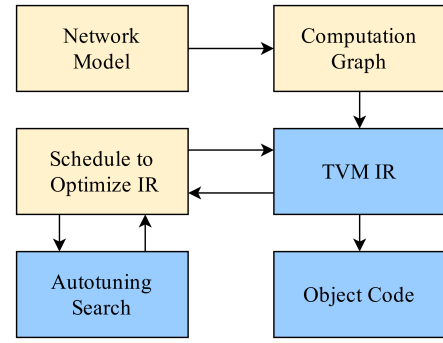 Network
Model
Computation
Graph
Schedule to
Optimize IR
TVM IR
Autotuning
Search
Object Code